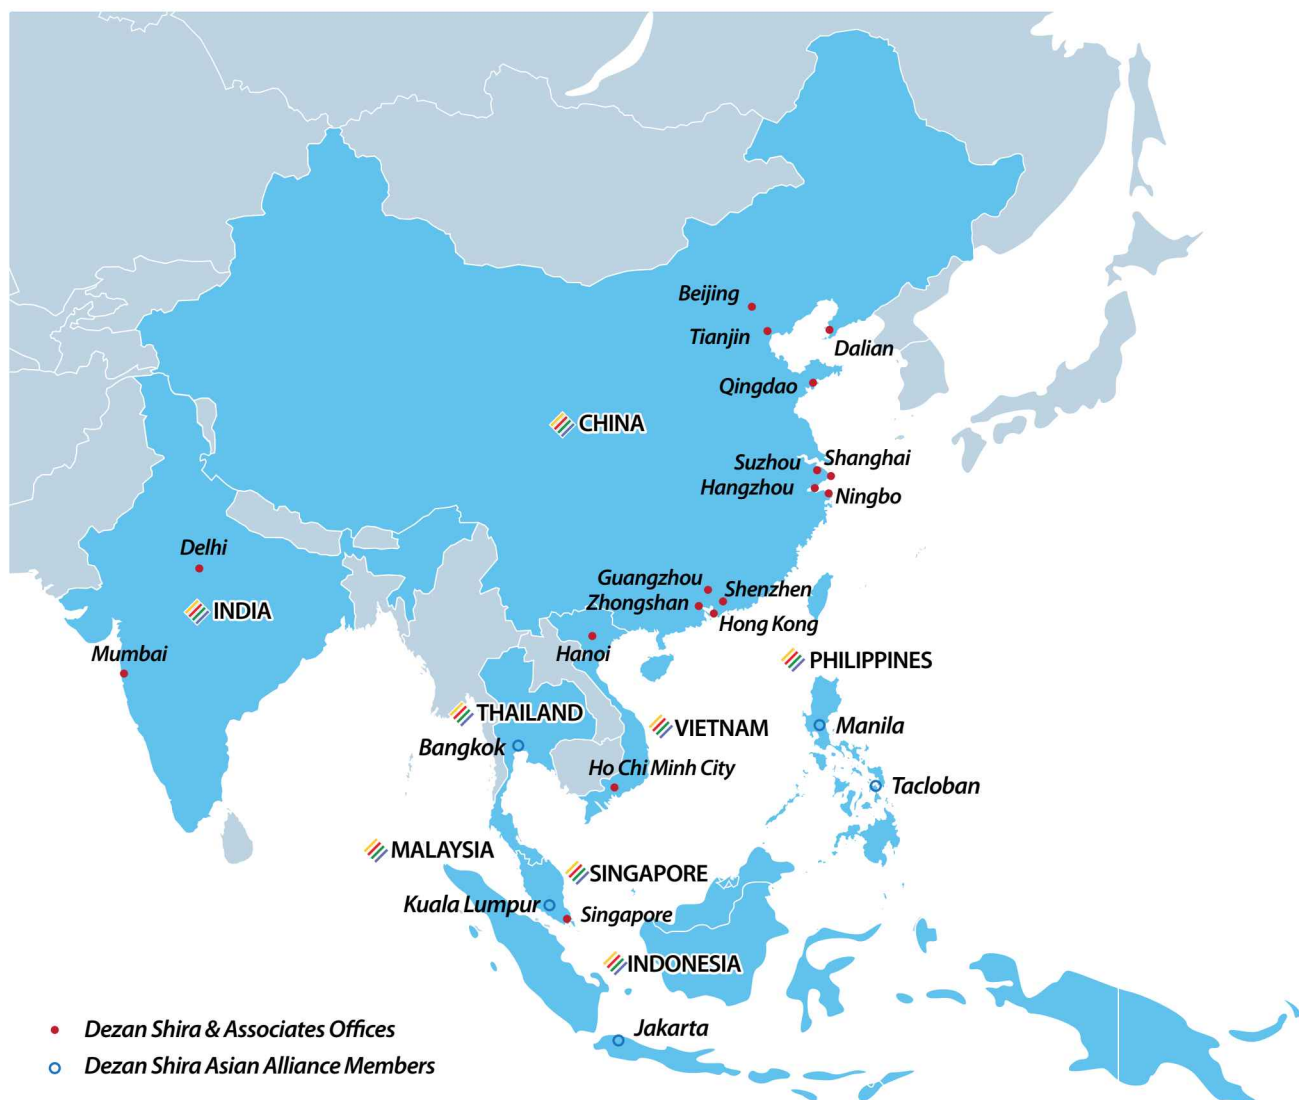 Beijing
Tianjin
Dalian
Qingdao
CHINA
Suzhou
Shanghai
Hangzhou
Ningbo
Delhi
INDIA
Mumbai
Guangzhou
Shenzhen
Zhongshan
Hong Kong
Hanoi
PHILIPPINES
THAILAND
VIETNAM
Manila
Bangkok
Ho Chi Minh City
Tacloban
MALAYSIA
SINGAPORE
Kuala Lumpur
Singapore
INDONESIA
Jakarta
Dezan Shira & Associates Offices
Dezan Shira Asian Alliance Members